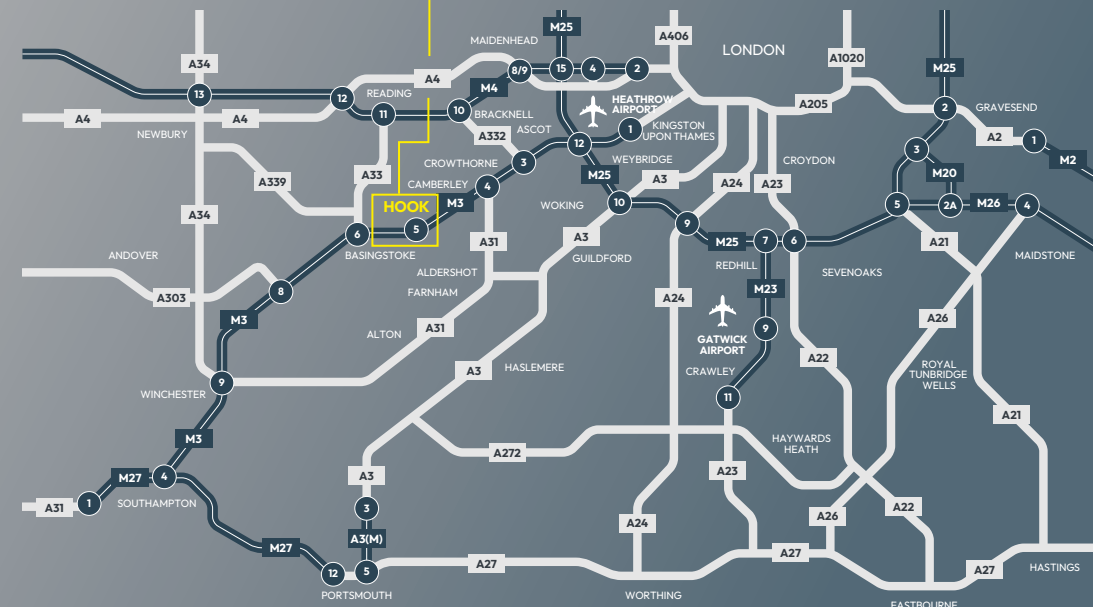 M25
A406
LONDON
MAIDENHEAD
A1020
A34
M25
8/9
15
4
2
A4
M4
13
12
READING
HEATHROW
AIRPORT
A205
2
GRAVESEND
A4
A4
11
10
BRACKNELL
1
KINGSTON
UPON THAMES
NEWBURY
A332
ASCOT
A2
1
12
3
M2
CROWTHORNE
3
WEYBRIDGE
CROYDON
A339
A33
CAMBERLEY
4
M25
A3
A24
A23
M20
HOOK
M3
WOKING
10
5
2A
M26
4
A34
5
9
6
A31
A3
M25
7
6
A21
BASINGSTOKE
GUILDFORD
REDHILL
SEVENOAKS
MAIDSTONE
ANDOVER
ALDERSHOT
FARNHAM
8
M23
A303
A24
M3
A31
9
A26
ALTON
GATWICK
AIRPORT
A22
HASLEMERE
A3
CRAWLEY
ROYAL
TUNBRIDGE
WELLS
9
WINCHESTER
11
A21
M3
HAYWARDS
HEATH
A272
4
M27
A3
A23
1
SOUTHAMPTON
A31
3
A24
A26
A22
A3(M)
M27
A27
A27
A27
HASTINGS
12
5
PORTSMOUTH
WORTHING
EASTBOURNE